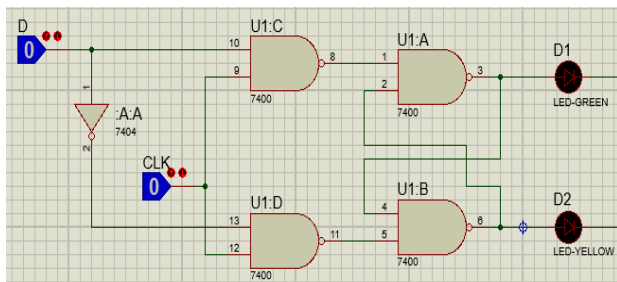 D
0
1
:A:A
7404
2
CLK
0
U1:C
10
9
8
7400
U1:A
1
2
3
7400
D1
LED-GREEN
U1:D
13
12
11
7400
U1:B
4
5
6
7400
D2
LED-YELLOW